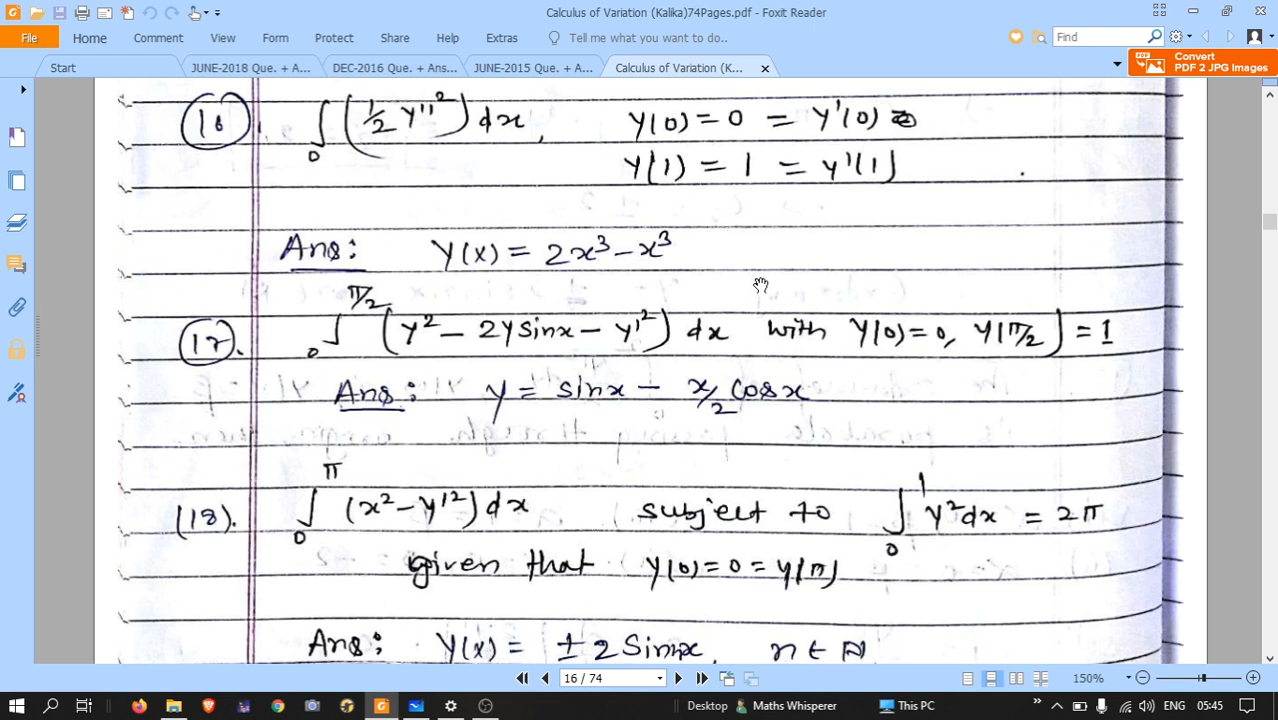 Calculus of Variation (Kalika)74Pages.pdf - Foxit Reader
File Home Comment View Form Protect Share Help Extras Tell me what you want to do.. Find
Convert
PDF 2 JPG Images
Start JUNE-2018 Que. + A... DEC-2016 Que. + Ans... JUNE-2015 Que. + A... Calculus of Variation (K...
(16). ∫₀ (½ y''²) dx, y(0) = 0 = y'(0)
y(1) = 1 = y'(1)
Ans: y(x) = 2x³ – x³
(17). ∫₀^{π/2} (y² – 2y sinx – y'²) dx with y(0)=0, y(π/2) = 1
Ans: y = sinx – x/2 cosx
(18). ∫₀^π (x² – y'²) dx subject to ∫₀¹ y² dx = 2π
given that y(0) = 0 = y(π)
Ans: y(x) = ± 2 Sin nx, n ∈ N
16 / 74 150%
Desktop Maths Whisperer This PC ENG 05:45